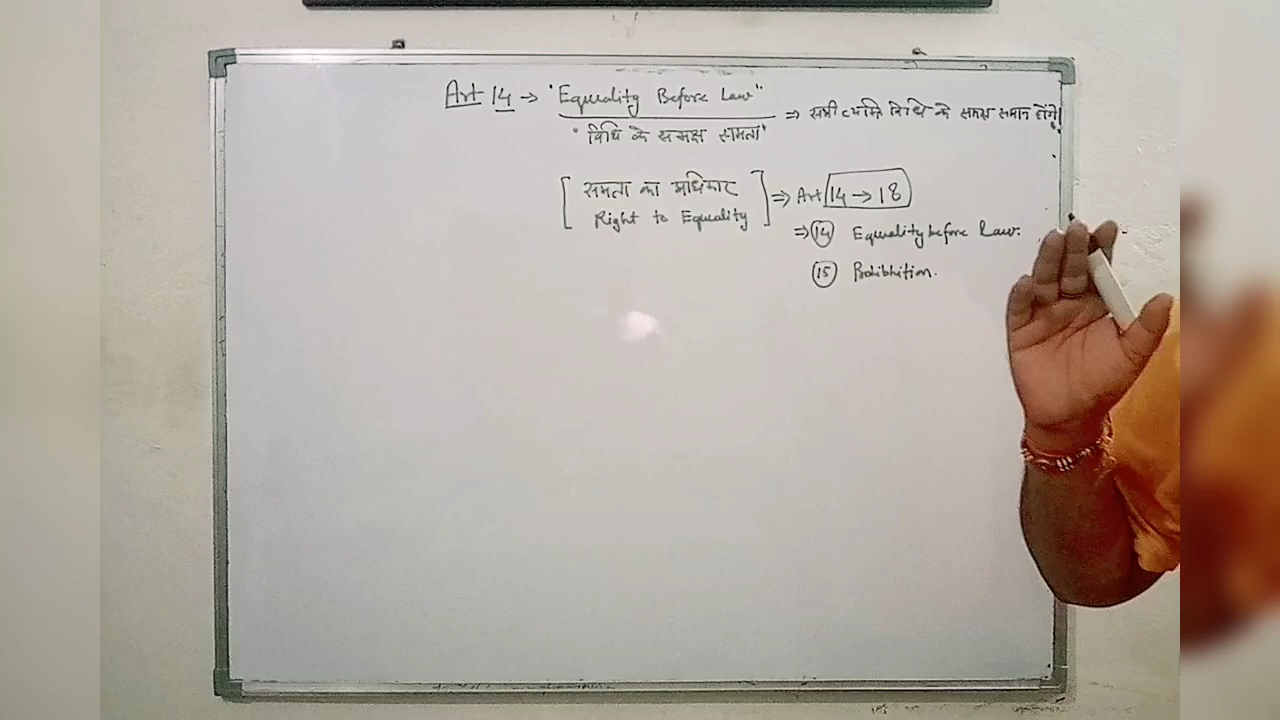 Art 14 → "Equality Before Law"
"विधि के समक्ष समता" ⇒ सभी व्यक्ति विधि के समक्ष समान होंगे।
[समता का अधिकार
Right to Equality] ⇒ Art 14 → 18
⇒ 14 Equality before Law.
15 Prohibhition.